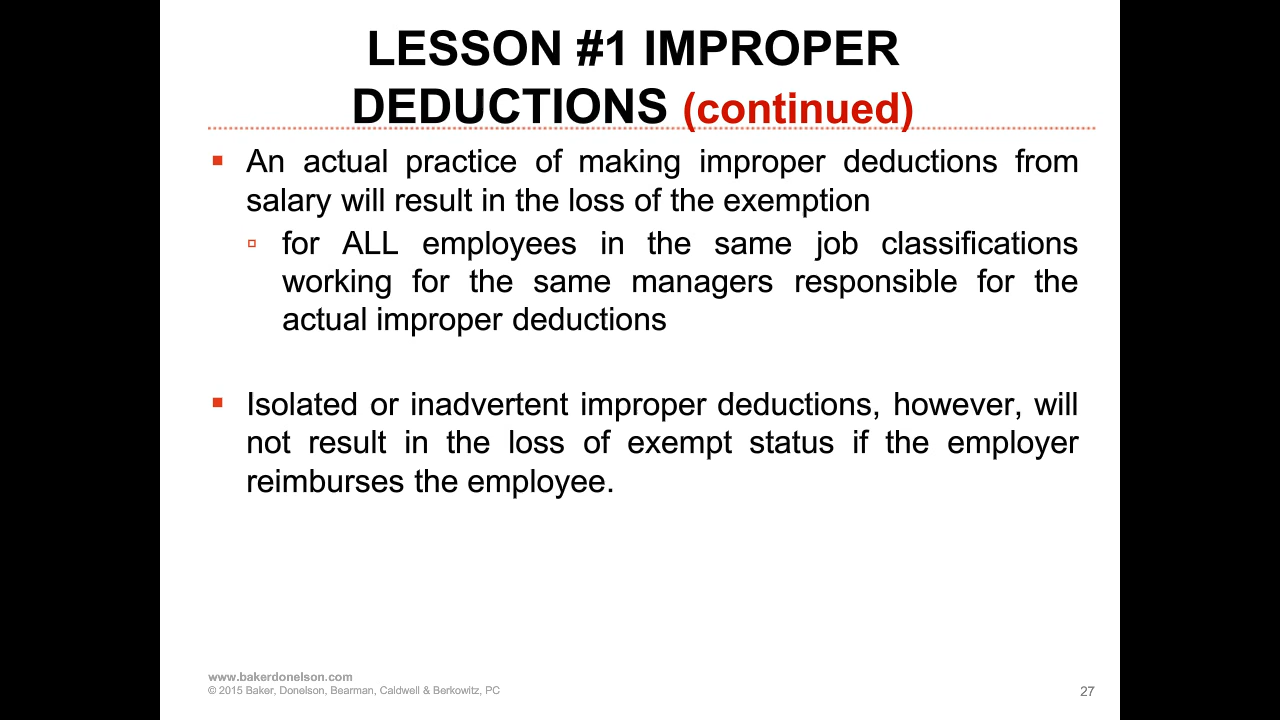 LESSON #1 IMPROPER
DEDUCTIONS (continued)
An actual practice of making improper deductions from
salary will result in the loss of the exemption
for ALL employees in the same job classifications
working for the same managers responsible for the
actual improper deductions
Isolated or inadvertent improper deductions, however, will
not result in the loss of exempt status if the employer
reimburses the employee.
www.bakerdonelson.com
© 2015 Baker, Donelson, Bearman, Caldwell & Berkowitz, PC
27